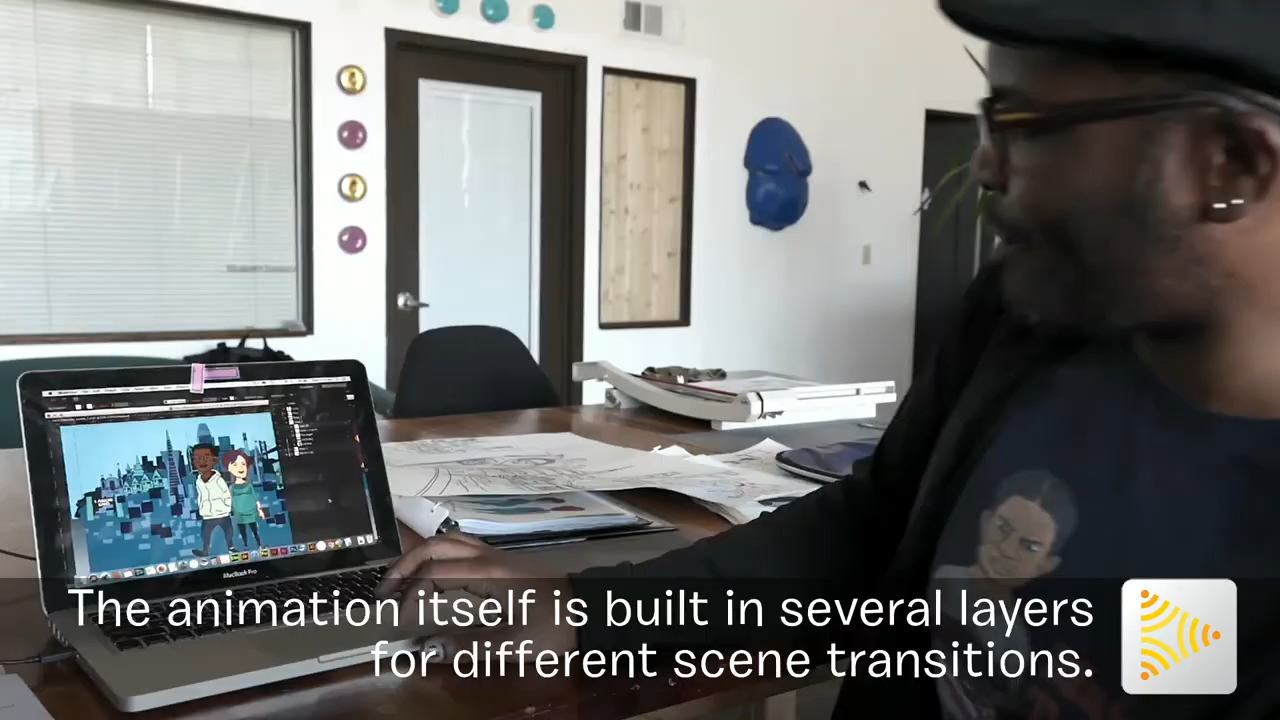 MacBook Pro
The animation itself is built in several layers
for different scene transitions.